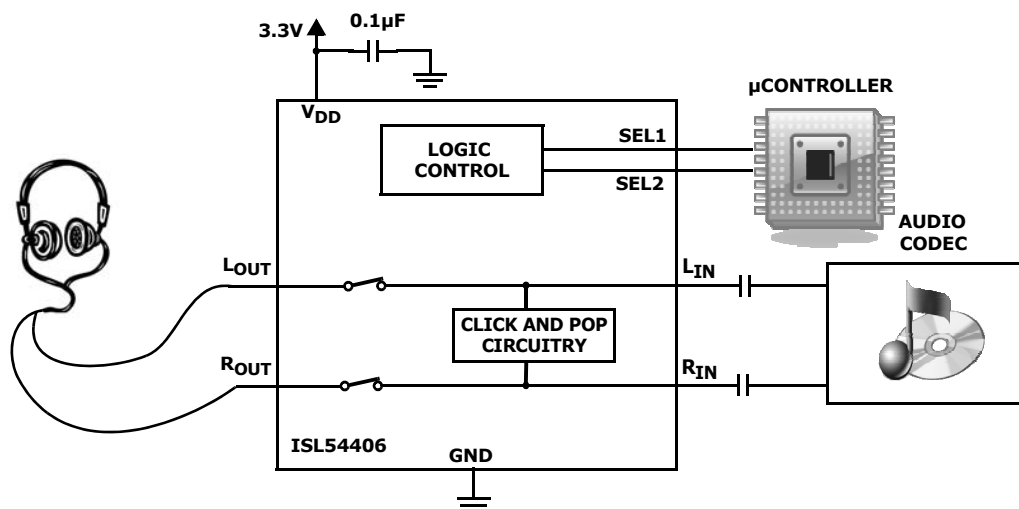 0.1µF
3.3V
VDD
µCONTROLLER
LOGIC
CONTROL
SEL1
SEL2
AUDIO
CODEC
LOUT
LIN
CLICK AND POP
CIRCUITRY
ROUT
RIN
ISL54406
GND